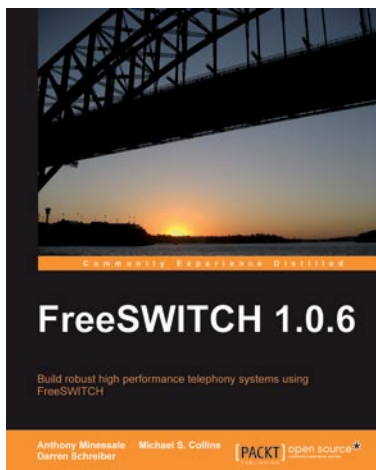 Community Experience Distilled
FreeSWITCH 1.0.6
Build robust high performance telephony systems using
FreeSWITCH
Anthony Minessale Michael S. Collins
Darren Schreiber
[PACKT] open source*
PUBLISHING